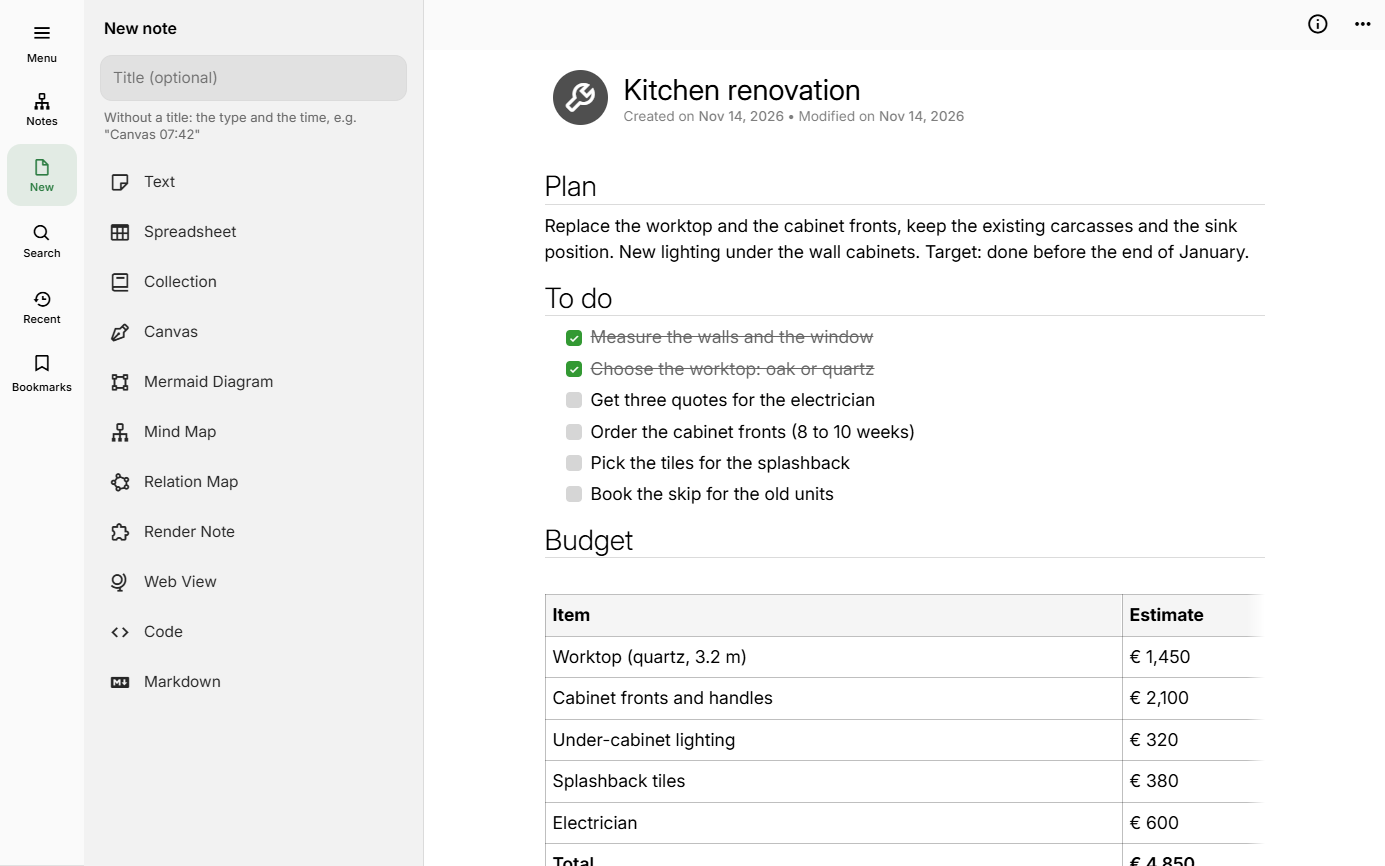 Menu
Notes
New
Search
Recent
Bookmarks
New note
Title (optional)
Without a title: the type and the time, e.g.
"Canvas 07:42"
Text
Spreadsheet
Collection
Canvas
Mermaid Diagram
Mind Map
Relation Map
Render Note
Web View
Code
Markdown
Kitchen renovation
Created on Nov 14, 2026 • Modified on Nov 14, 2026
Plan
Replace the worktop and the cabinet fronts, keep the existing carcasses and the sink
position. New lighting under the wall cabinets. Target: done before the end of January.
To do
Measure the walls and the window
Choose the worktop: oak or quartz
Get three quotes for the electrician
Order the cabinet fronts (8 to 10 weeks)
Pick the tiles for the splashback
Book the skip for the old units
Budget
Item Estimate
Worktop (quartz, 3.2 m) € 1,450
Cabinet fronts and handles € 2,100
Under-cabinet lighting € 320
Splashback tiles € 380
Electrician € 600
Total € 4,850